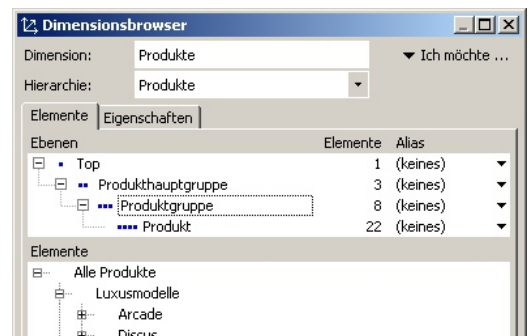 Dimensionsbrowser
Dimension: Produkte Ich möchte ...
Hierarchie: Produkte
Elemente Eigenschaften
Ebenen Elemente Alias
Top 1 (keines)
Produkthauptgruppe 3 (keines)
Produktgruppe 8 (keines)
Produkt 22 (keines)
Elemente
Alle Produkte
Luxusmodelle
Arcade
Discus